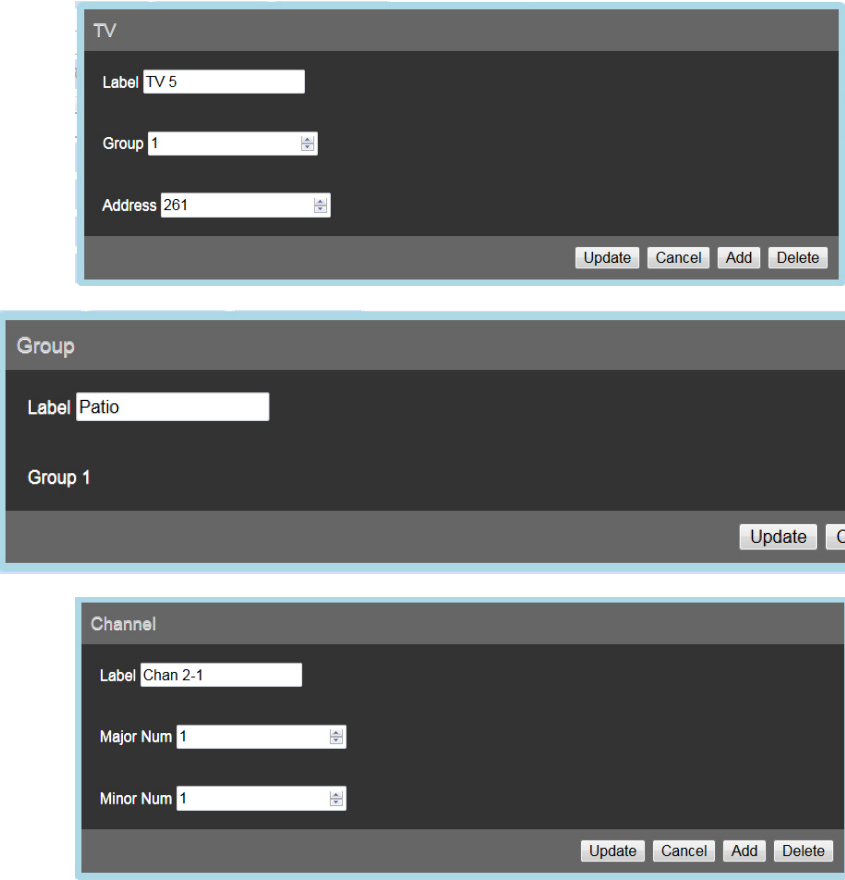 TV
Label TV 5
Group 1
Address 261
Update Cancel Add Delete
Group
Label Patio
Group 1
Update C
Channel
Label Chan 2-1
Major Num 1
Minor Num 1
Update Cancel Add Delete